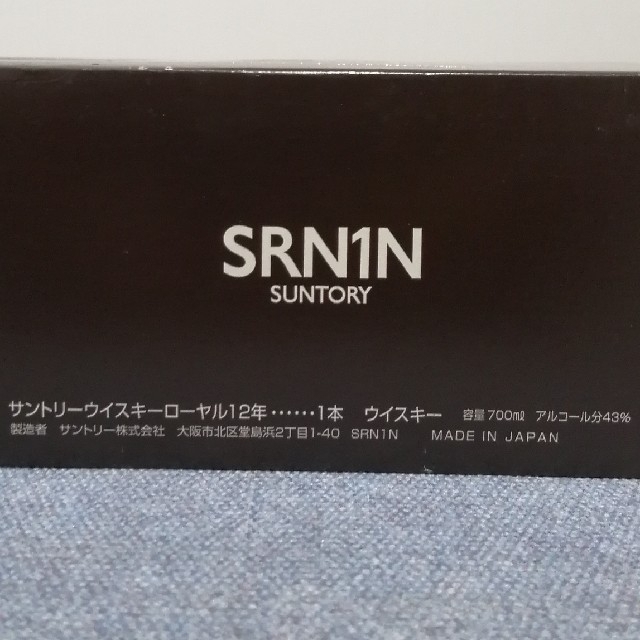 SRN1N
SUNTORY
サントリーウイスキーローヤル12年……1本 ウイスキー 容量700㎖ アルコール分43%
製造者 サントリー株式会社 大阪市北区堂島浜2丁目1-40 SRN1N MADE IN JAPAN